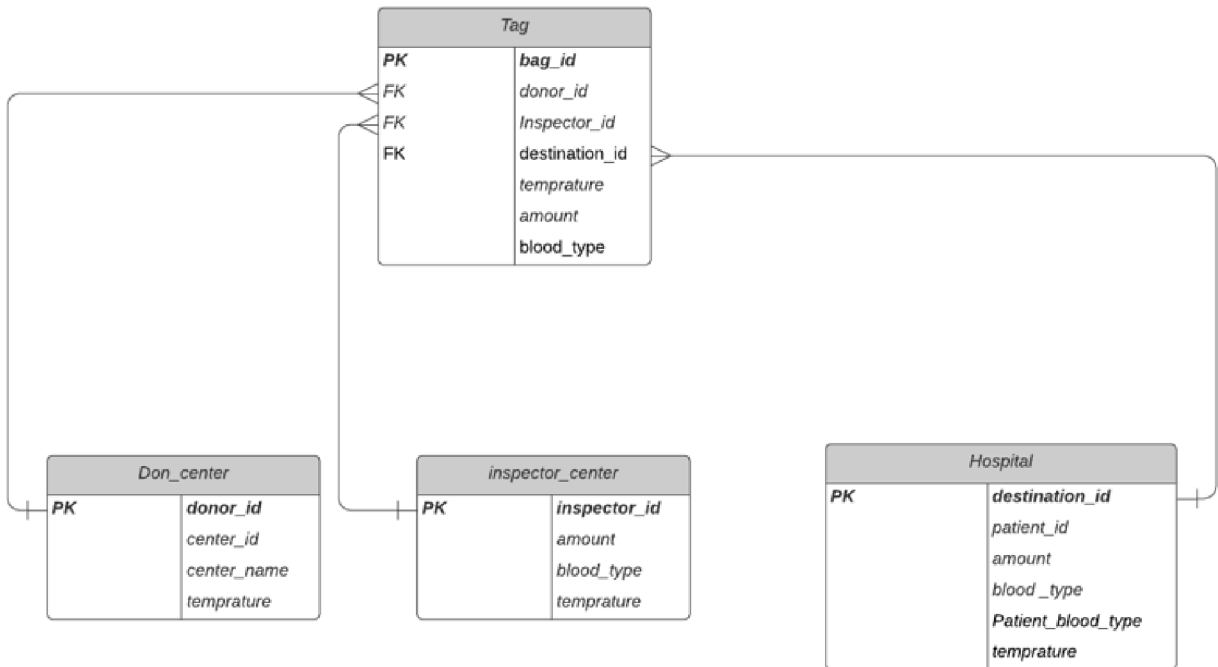 Tag
PK bag_id
FK donor_id
FK Inspector_id
FK destination_id
temprature
amount
blood_type
Don_center
PK donor_id
center_id
center_name
temprature
inspector_center
PK inspector_id
amount
blood_type
temprature
Hospital
PK destination_id
patient_id
amount
blood _type
Patient_blood_type
temprature